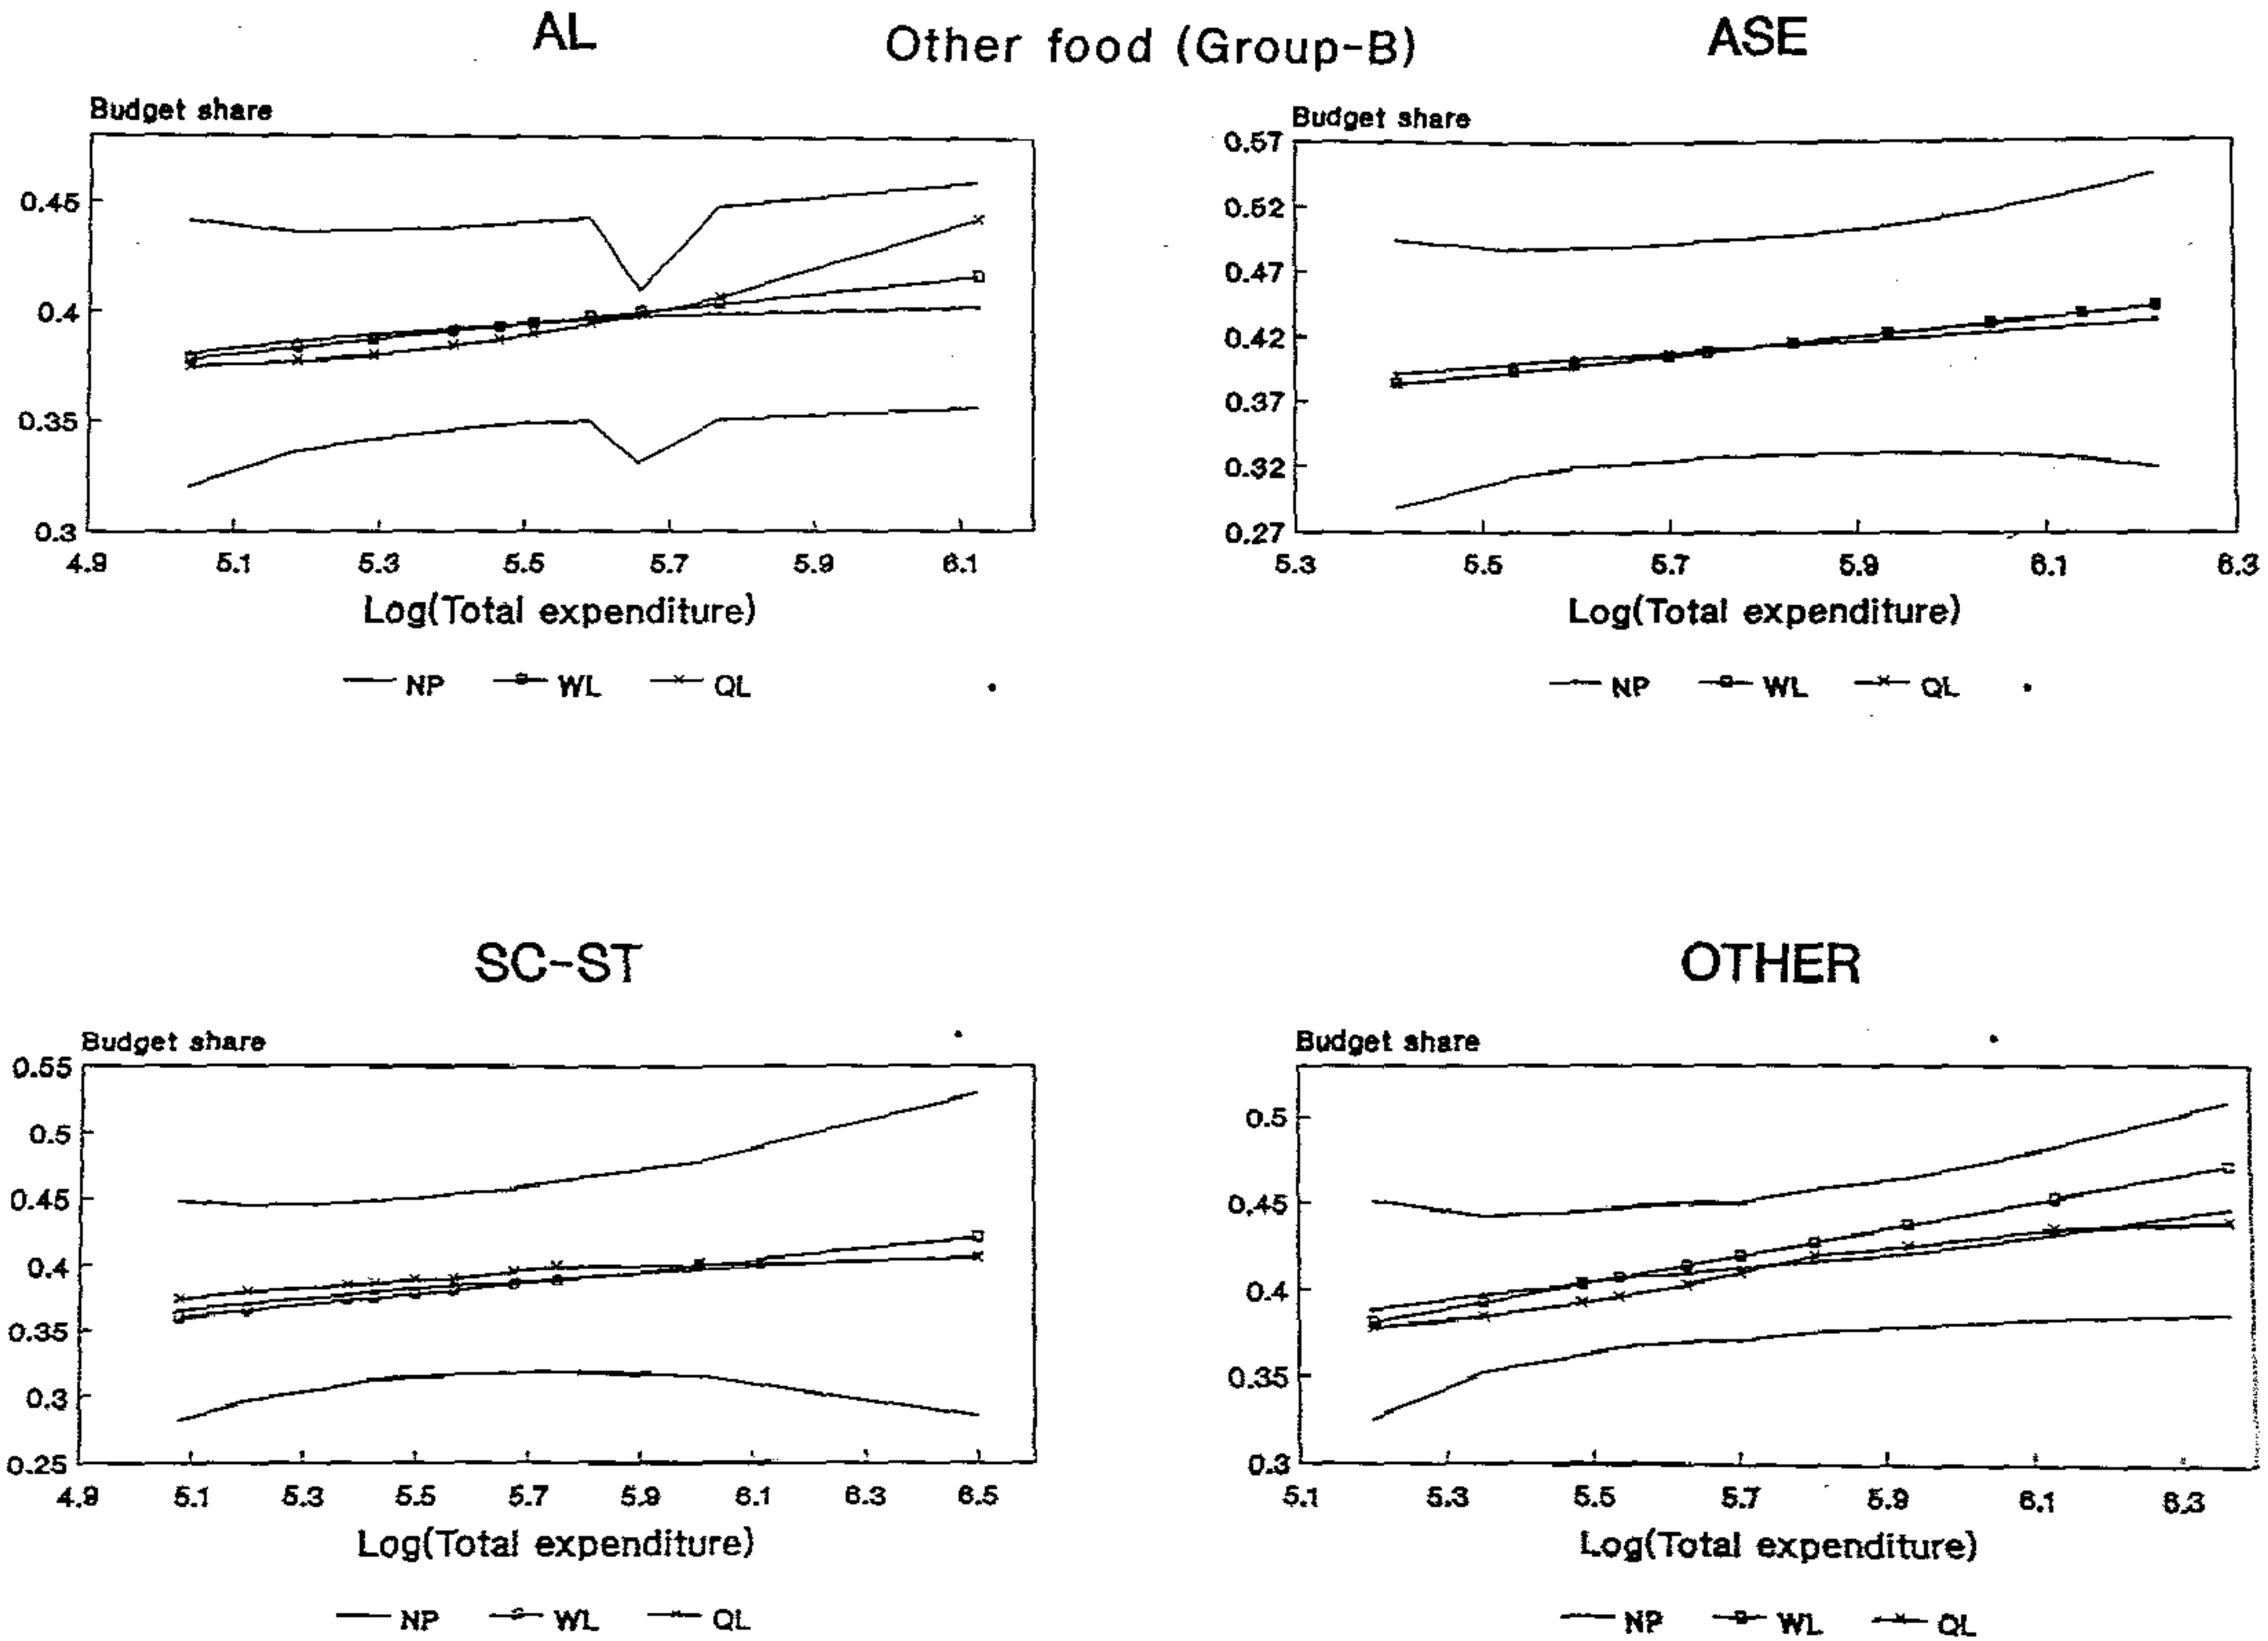 AL
Other food (Group-B)
ASE
Budget share
0.45
0.4
0.35
0.3
4.9 5.1 5.3 5.5 5.7 5.9 6.1
Log(Total expenditure)
NP WL QL
Budget share
0.57
0.52
0.47
0.42
0.37
0.32
0.27
5.3 5.5 5.7 5.9 6.1 6.3
Log(Total expenditure)
NP WL QL
SC-ST
Budget share
0.55
0.5
0.45
0.4
0.35
0.3
0.25
4.9 5.1 5.3 5.5 5.7 5.9 6.1 6.3 6.5
Log(Total expenditure)
NP WL QL
OTHER
Budget share
0.5
0.45
0.4
0.35
0.3
5.1 5.3 5.5 5.7 5.9 6.1 6.3
Log(Total expenditure)
NP WL QL